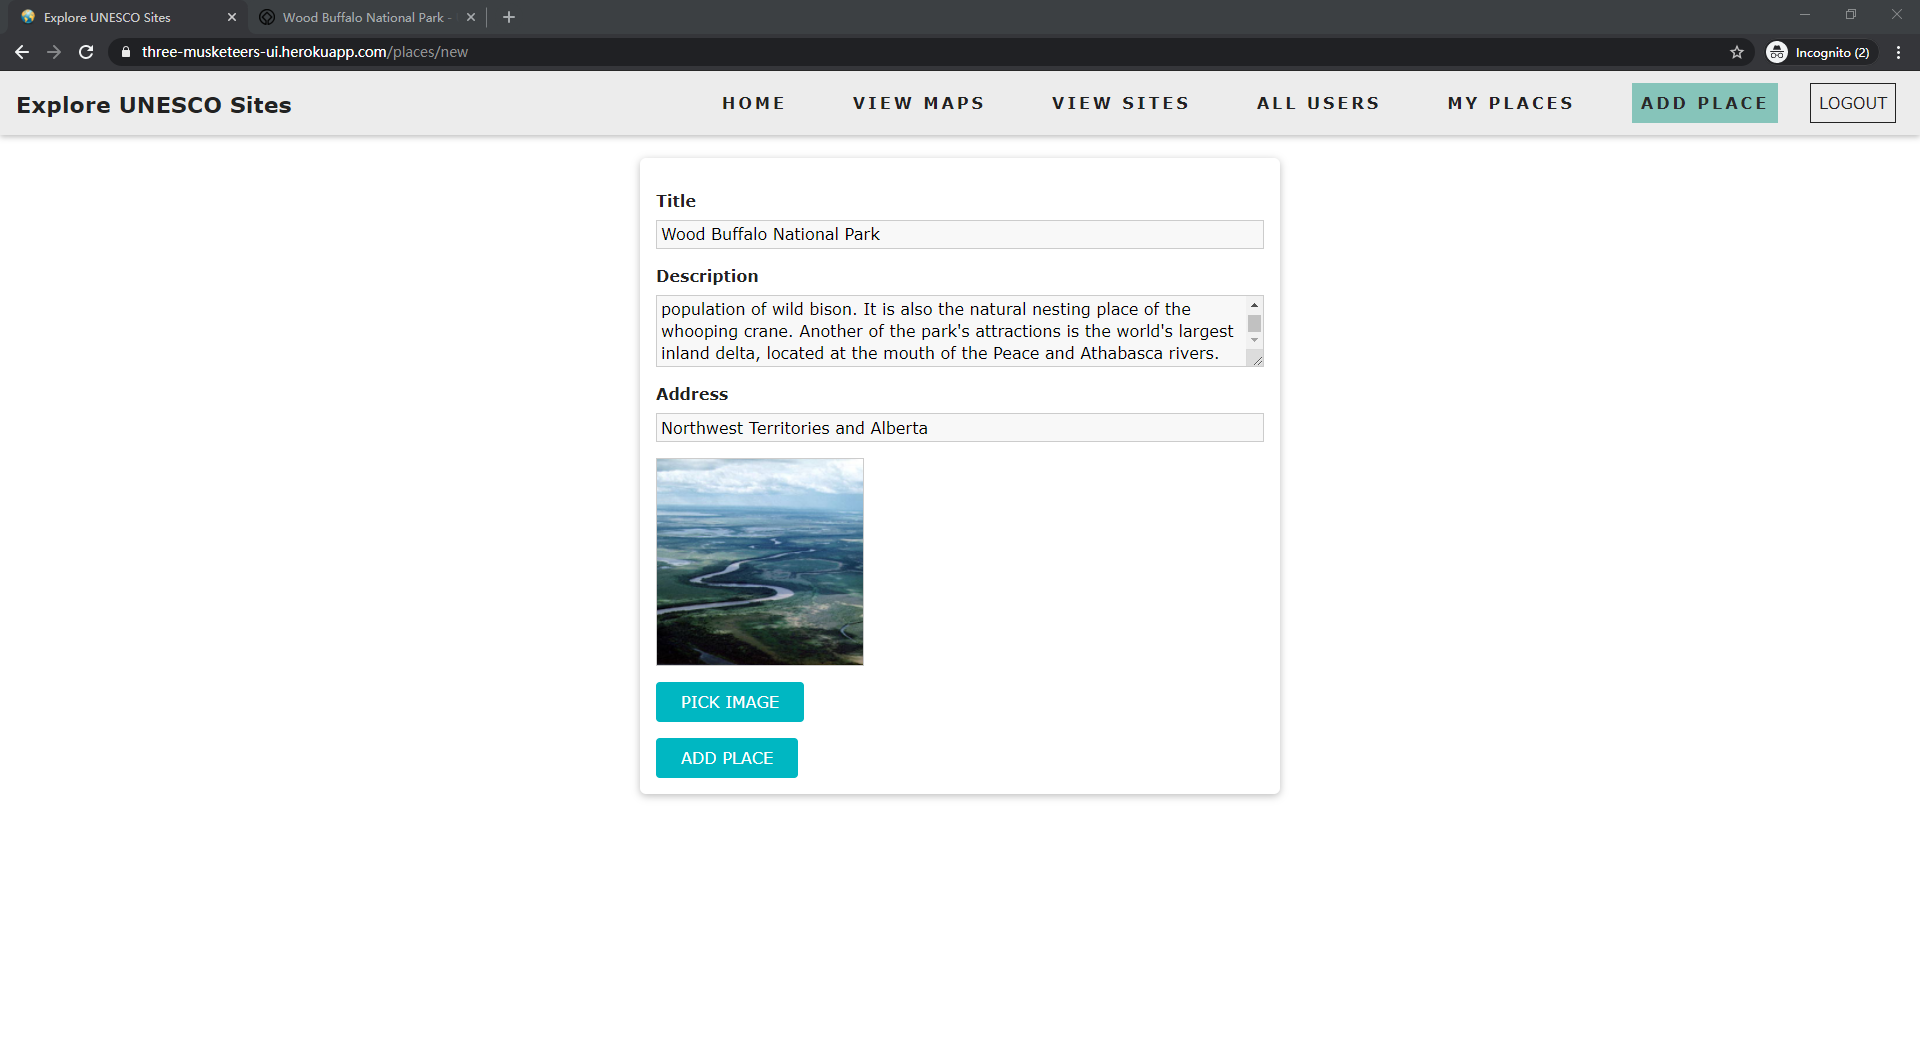 Explore UNESCO Sites
Wood Buffalo National Park -
three-musketeers-ui.herokuapp.com/places/new
Incognito (2)
Explore UNESCO Sites
HOME
VIEW MAPS
VIEW SITES
ALL USERS
MY PLACES
ADD PLACE
LOGOUT
Title
Wood Buffalo National Park
Description
population of wild bison. It is also the natural nesting place of the
whooping crane. Another of the park's attractions is the world's largest
inland delta, located at the mouth of the Peace and Athabasca rivers.
Address
Northwest Territories and Alberta
PICK IMAGE
ADD PLACE